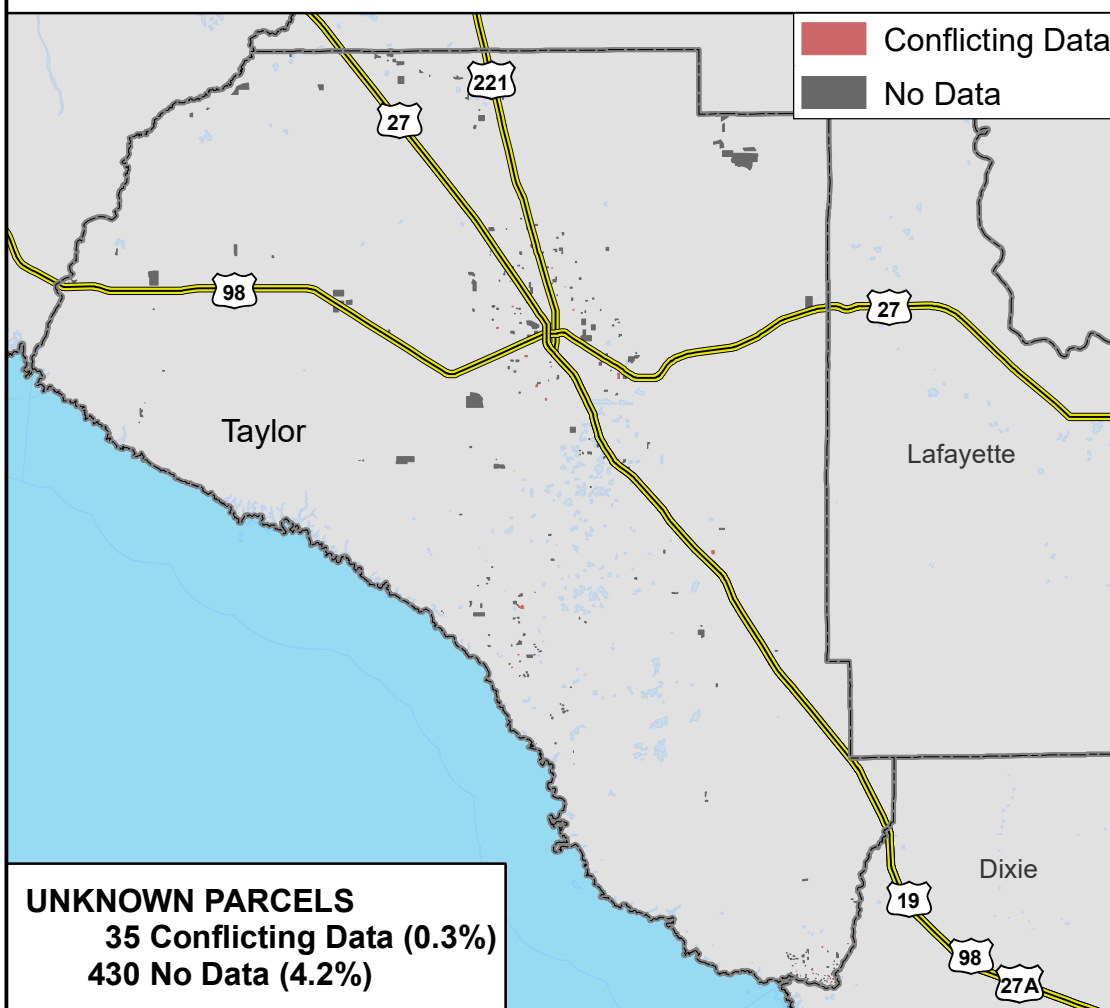 Conflicting Data
No Data
221
27
98
27
Taylor
Lafayette
Dixie
19
98
27A
UNKNOWN PARCELS
35 Conflicting Data (0.3%)
430 No Data (4.2%)